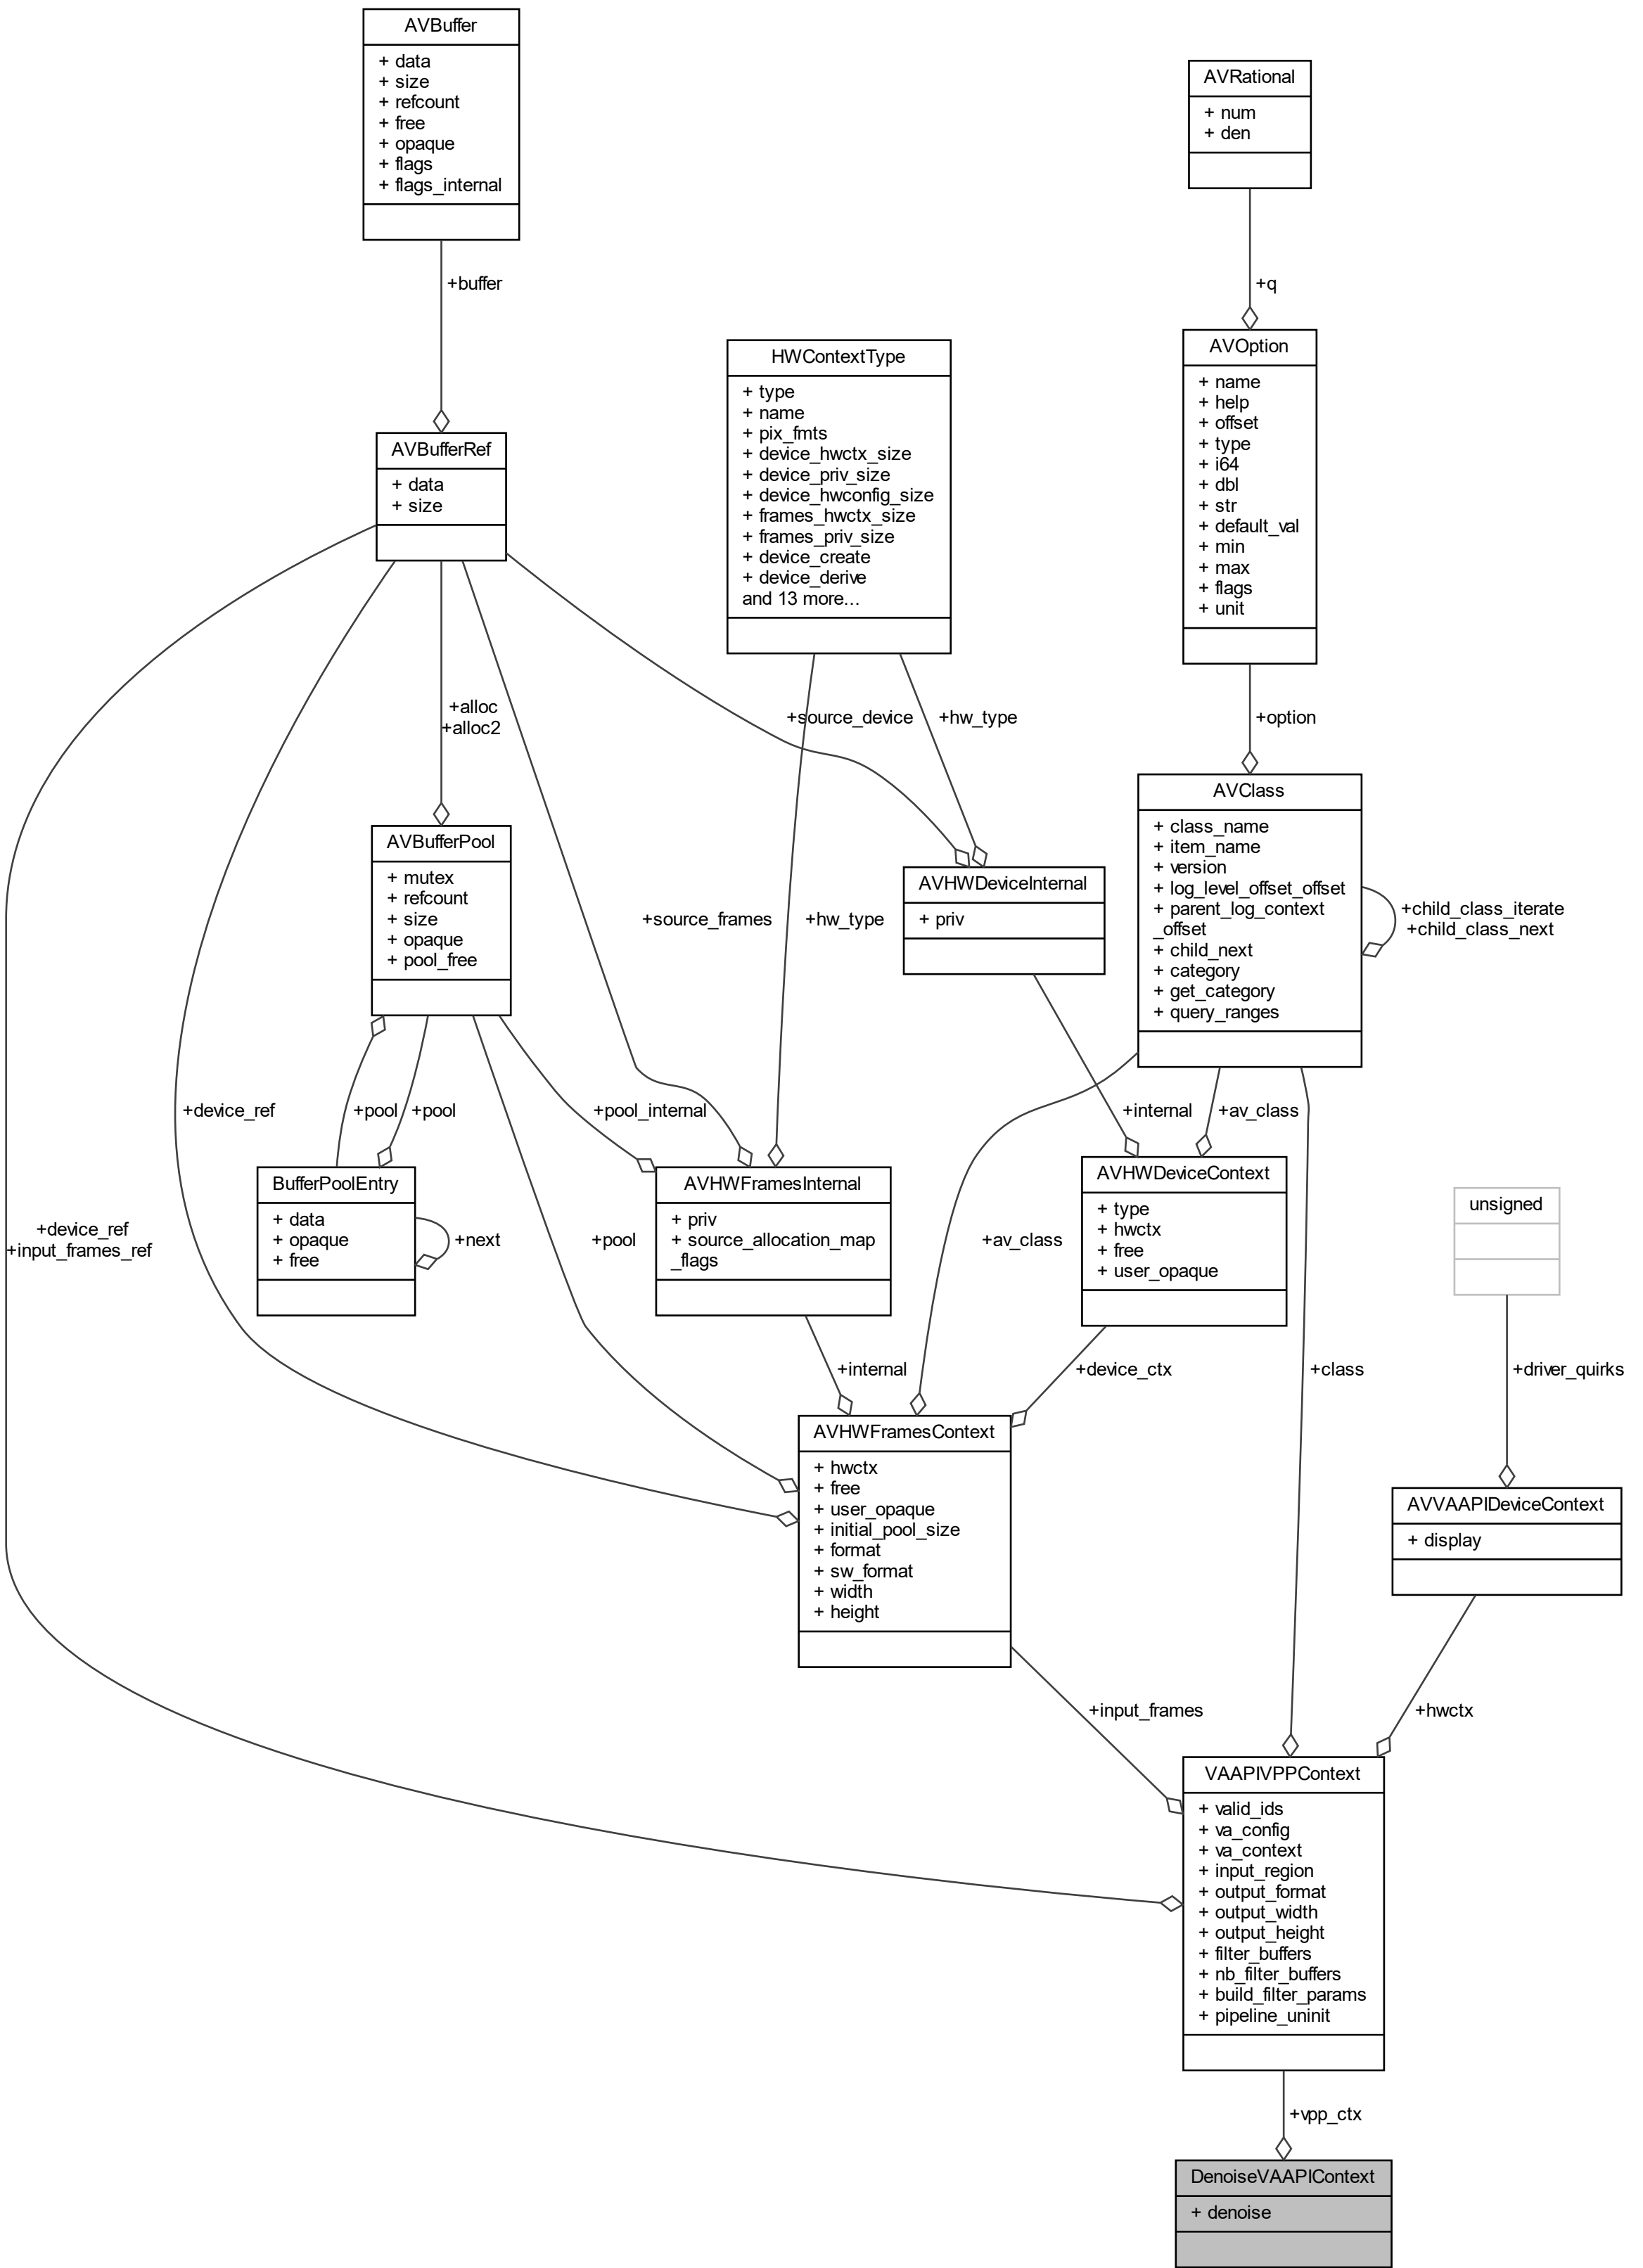 AVBuffer
+ data
+ size
+ refcount
+ free
+ opaque
+ flags
+ flags_internal
AVRational
+ num
+ den
+buffer
+q
HWContextType
+ type
+ name
+ pix_fmts
+ device_hwctx_size
+ device_priv_size
+ device_hwconfig_size
+ frames_hwctx_size
+ frames_priv_size
+ device_create
+ device_derive
and 13 more...
AVOption
+ name
+ help
+ offset
+ type
+ i64
+ dbl
+ str
+ default_val
+ min
+ max
+ flags
+ unit
AVBufferRef
+ data
+ size
+alloc
+alloc2
+source_device
+hw_type
+option
AVClass
+ class_name
+ item_name
+ version
+ log_level_offset_offset
+ parent_log_context
_offset
+ child_next
+ category
+ get_category
+ query_ranges
+child_class_iterate
+child_class_next
AVBufferPool
+ mutex
+ refcount
+ size
+ opaque
+ pool_free
AVHWDeviceInternal
+ priv
+source_frames
+hw_type
+device_ref
+pool
+pool
+pool_internal
+internal
+av_class
BufferPoolEntry
+ data
+ opaque
+ free
+next
AVHWFramesInternal
+ priv
+ source_allocation_map
_flags
AVHWDeviceContext
+ type
+ hwctx
+ free
+ user_opaque
unsigned
+device_ref
+input_frames_ref
+pool
+av_class
+internal
+device_ctx
+class
+driver_quirks
AVHWFramesContext
+ hwctx
+ free
+ user_opaque
+ initial_pool_size
+ format
+ sw_format
+ width
+ height
AVVAAPIDeviceContext
+ display
+input_frames
+hwctx
VAAPIVPPContext
+ valid_ids
+ va_config
+ va_context
+ input_region
+ output_format
+ output_width
+ output_height
+ filter_buffers
+ nb_filter_buffers
+ build_filter_params
+ pipeline_uninit
+vpp_ctx
DenoiseVAAPIContext
+ denoise